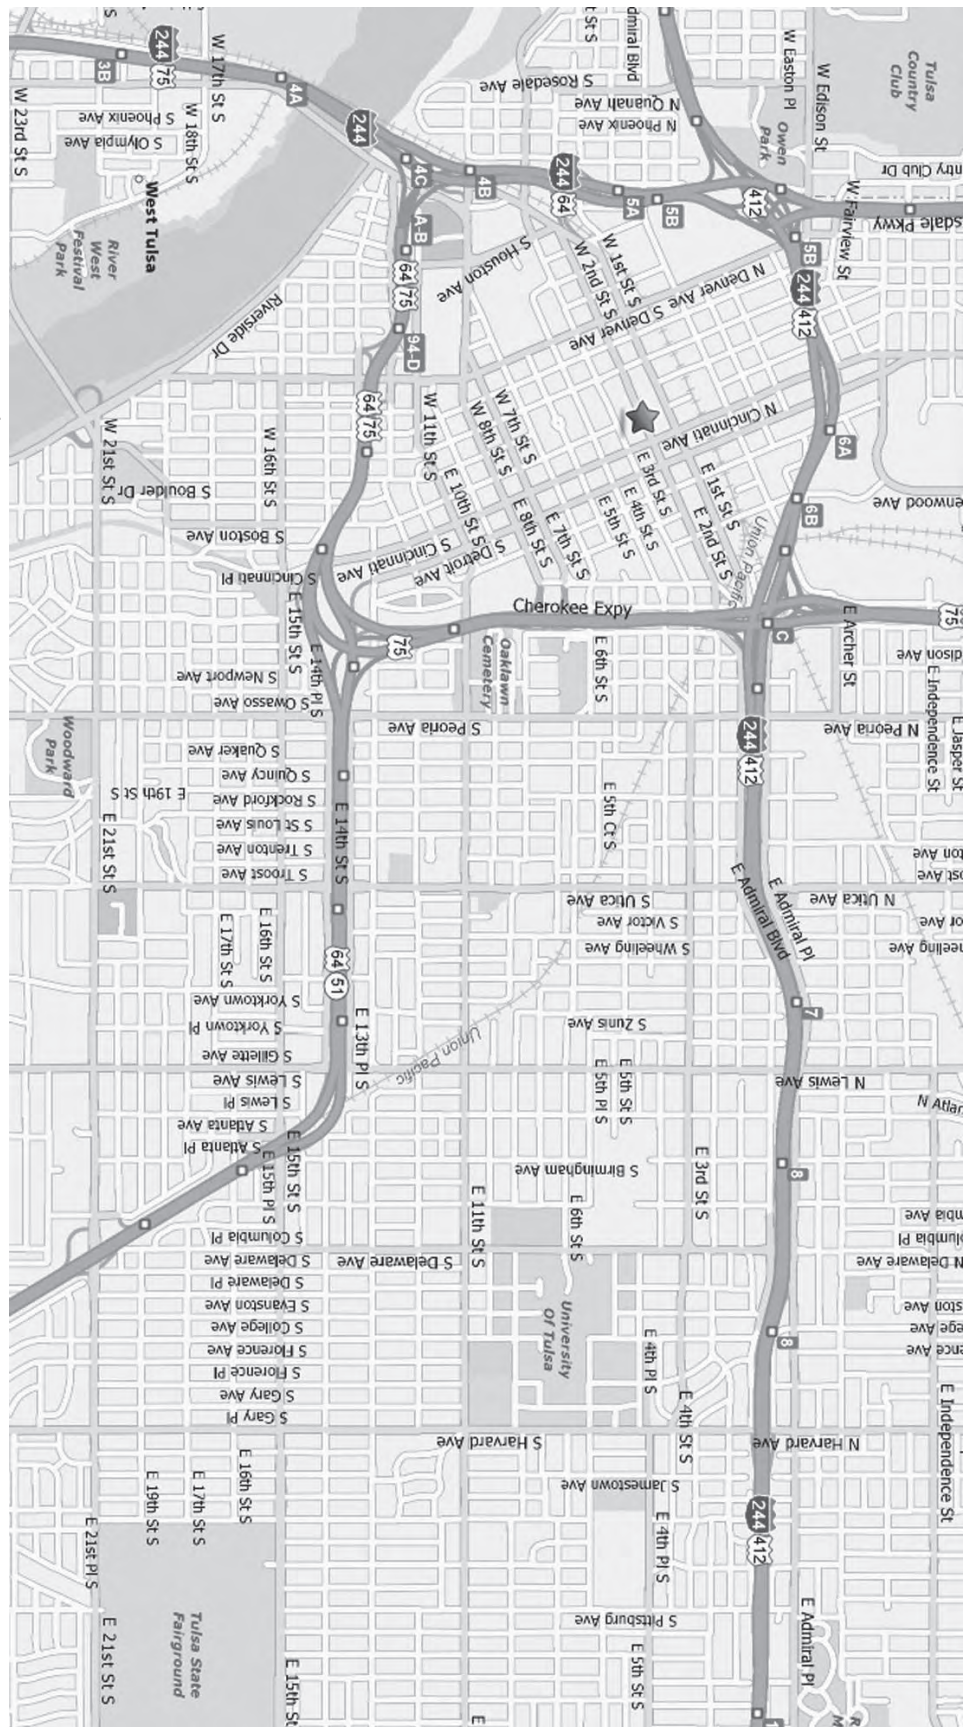 244
75
3B
W 17th St S
4A
W 23rd St S
S Phoenix Ave
S Olympia Ave
W 18th St S
West Tulsa
River
West
Festival
Park
244
4C
4B
A-B
S Rosedale Ave
N Quanah Ave
N Phoenix Ave
244
64
5A
5B
W Easton Pl
W Edison St
Tulsa
Country
Club
Owen
Park
412
W Fairview St
5B
244
412
Riverside Dr
64
75
94-D
S Houston Ave
W 1st St S
W 2nd St S
N Denver Ave
S Denver Ave
64
75
W 21st St S
W 16th St S
W 11th St S
W 8th St S
W 7th St S
N Cincinnati Ave
6A
6B
S Boulder Dr
S Boston Ave
S Cincinnati Pl
S Cincinnati Ave
S Detroit Ave
E 10th St S
E 8th St S
E 7th St S
E 5th St S
E 4th St S
E 3rd St S
E 2nd St S
E 1st St S
Union Pacific
Cherokee Expy
75
C
E Archer St
75
E 15th St S
E 14th Pl S
S Newport Ave
S Owasso Ave
Oaklawn
Cemetery
E 6th St S
E Independence St
E Jasper St
S Peoria Ave
N Peoria Ave
244
412
Woodward
Park
S Quaker Ave
S Quincy Ave
E 19th St S
S Rockford Ave
S St Louis Ave
S Trenton Ave
S Troost Ave
E 21st St S
E 14th St S
E 5th Ct S
S Utica Ave
N Utica Ave
S Victor Ave
S Wheeling Ave
E Admiral Blvd
E Admiral Pl
E 17th St S
E 16th St S
64
51
S Yorktown Ave
S Yorktown Pl
S Gillette Ave
S Lewis Ave
S Lewis Pl
S Atlanta Ave
S Atlanta Pl
E 13th Pl S
Union Pacific
S Zunis Ave
E 5th Pl S
E 5th St S
7
N Lewis Ave
E 15th Pl S
E 15th St S
S Birmingham Ave
E 3rd St S
8
E 11th St S
E 6th St S
S Columbia Pl
S Delaware Ave
S Delaware Ave
N Delaware Ave
S Delaware Pl
S Evanston Ave
S College Ave
S Florence Ave
S Florence Pl
S Gary Ave
S Gary Pl
University
Of Tulsa
8
E 4th Pl S
E 4th St S
S Harvard Ave
N Harvard Ave
E Independence St
E 16th St S
E 17th St S
E 19th St S
E 21st Pl S
S Jamestown Ave
E 4th Pl S
244
412
Tulsa State
Fairground
E 21st St S
E 15th St
S Pittsburg Ave
E 5th St S
E Admiral Pl